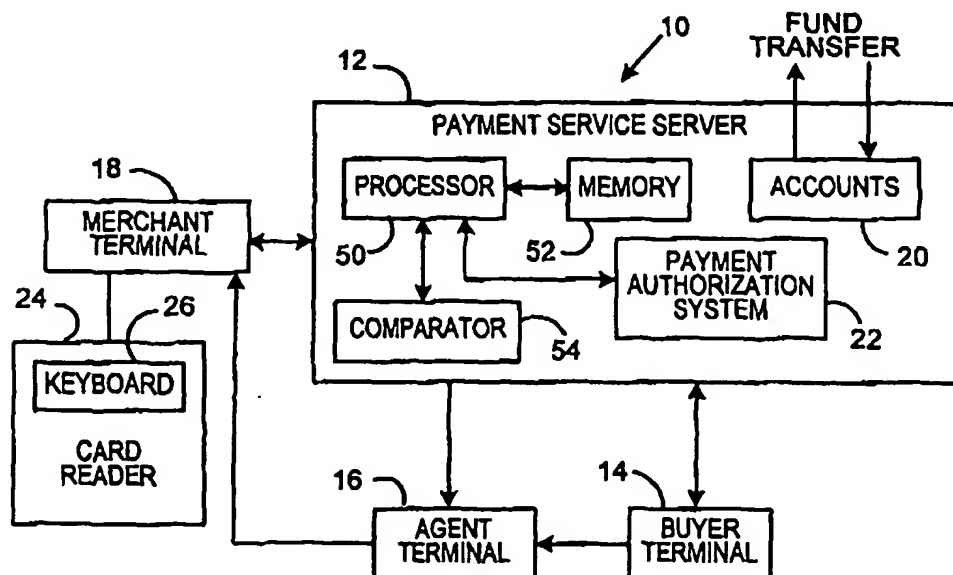 10
FUND
TRANSFER
12
PAYMENT SERVICE SERVER
18
MERCHANT
TERMINAL
PROCESSOR
50
MEMORY
52
ACCOUNTS
20
PAYMENT
AUTHORIZATION
SYSTEM
22
COMPARATOR
54
24
26
KEYBOARD
CARD
READER
16
AGENT
TERMINAL
14
BUYER
TERMINAL